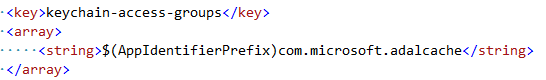 <key>keychain-access-groups</key>
<array>
<string>$(AppIdentifierPrefix)com.microsoft.adalcache</string>
</array>